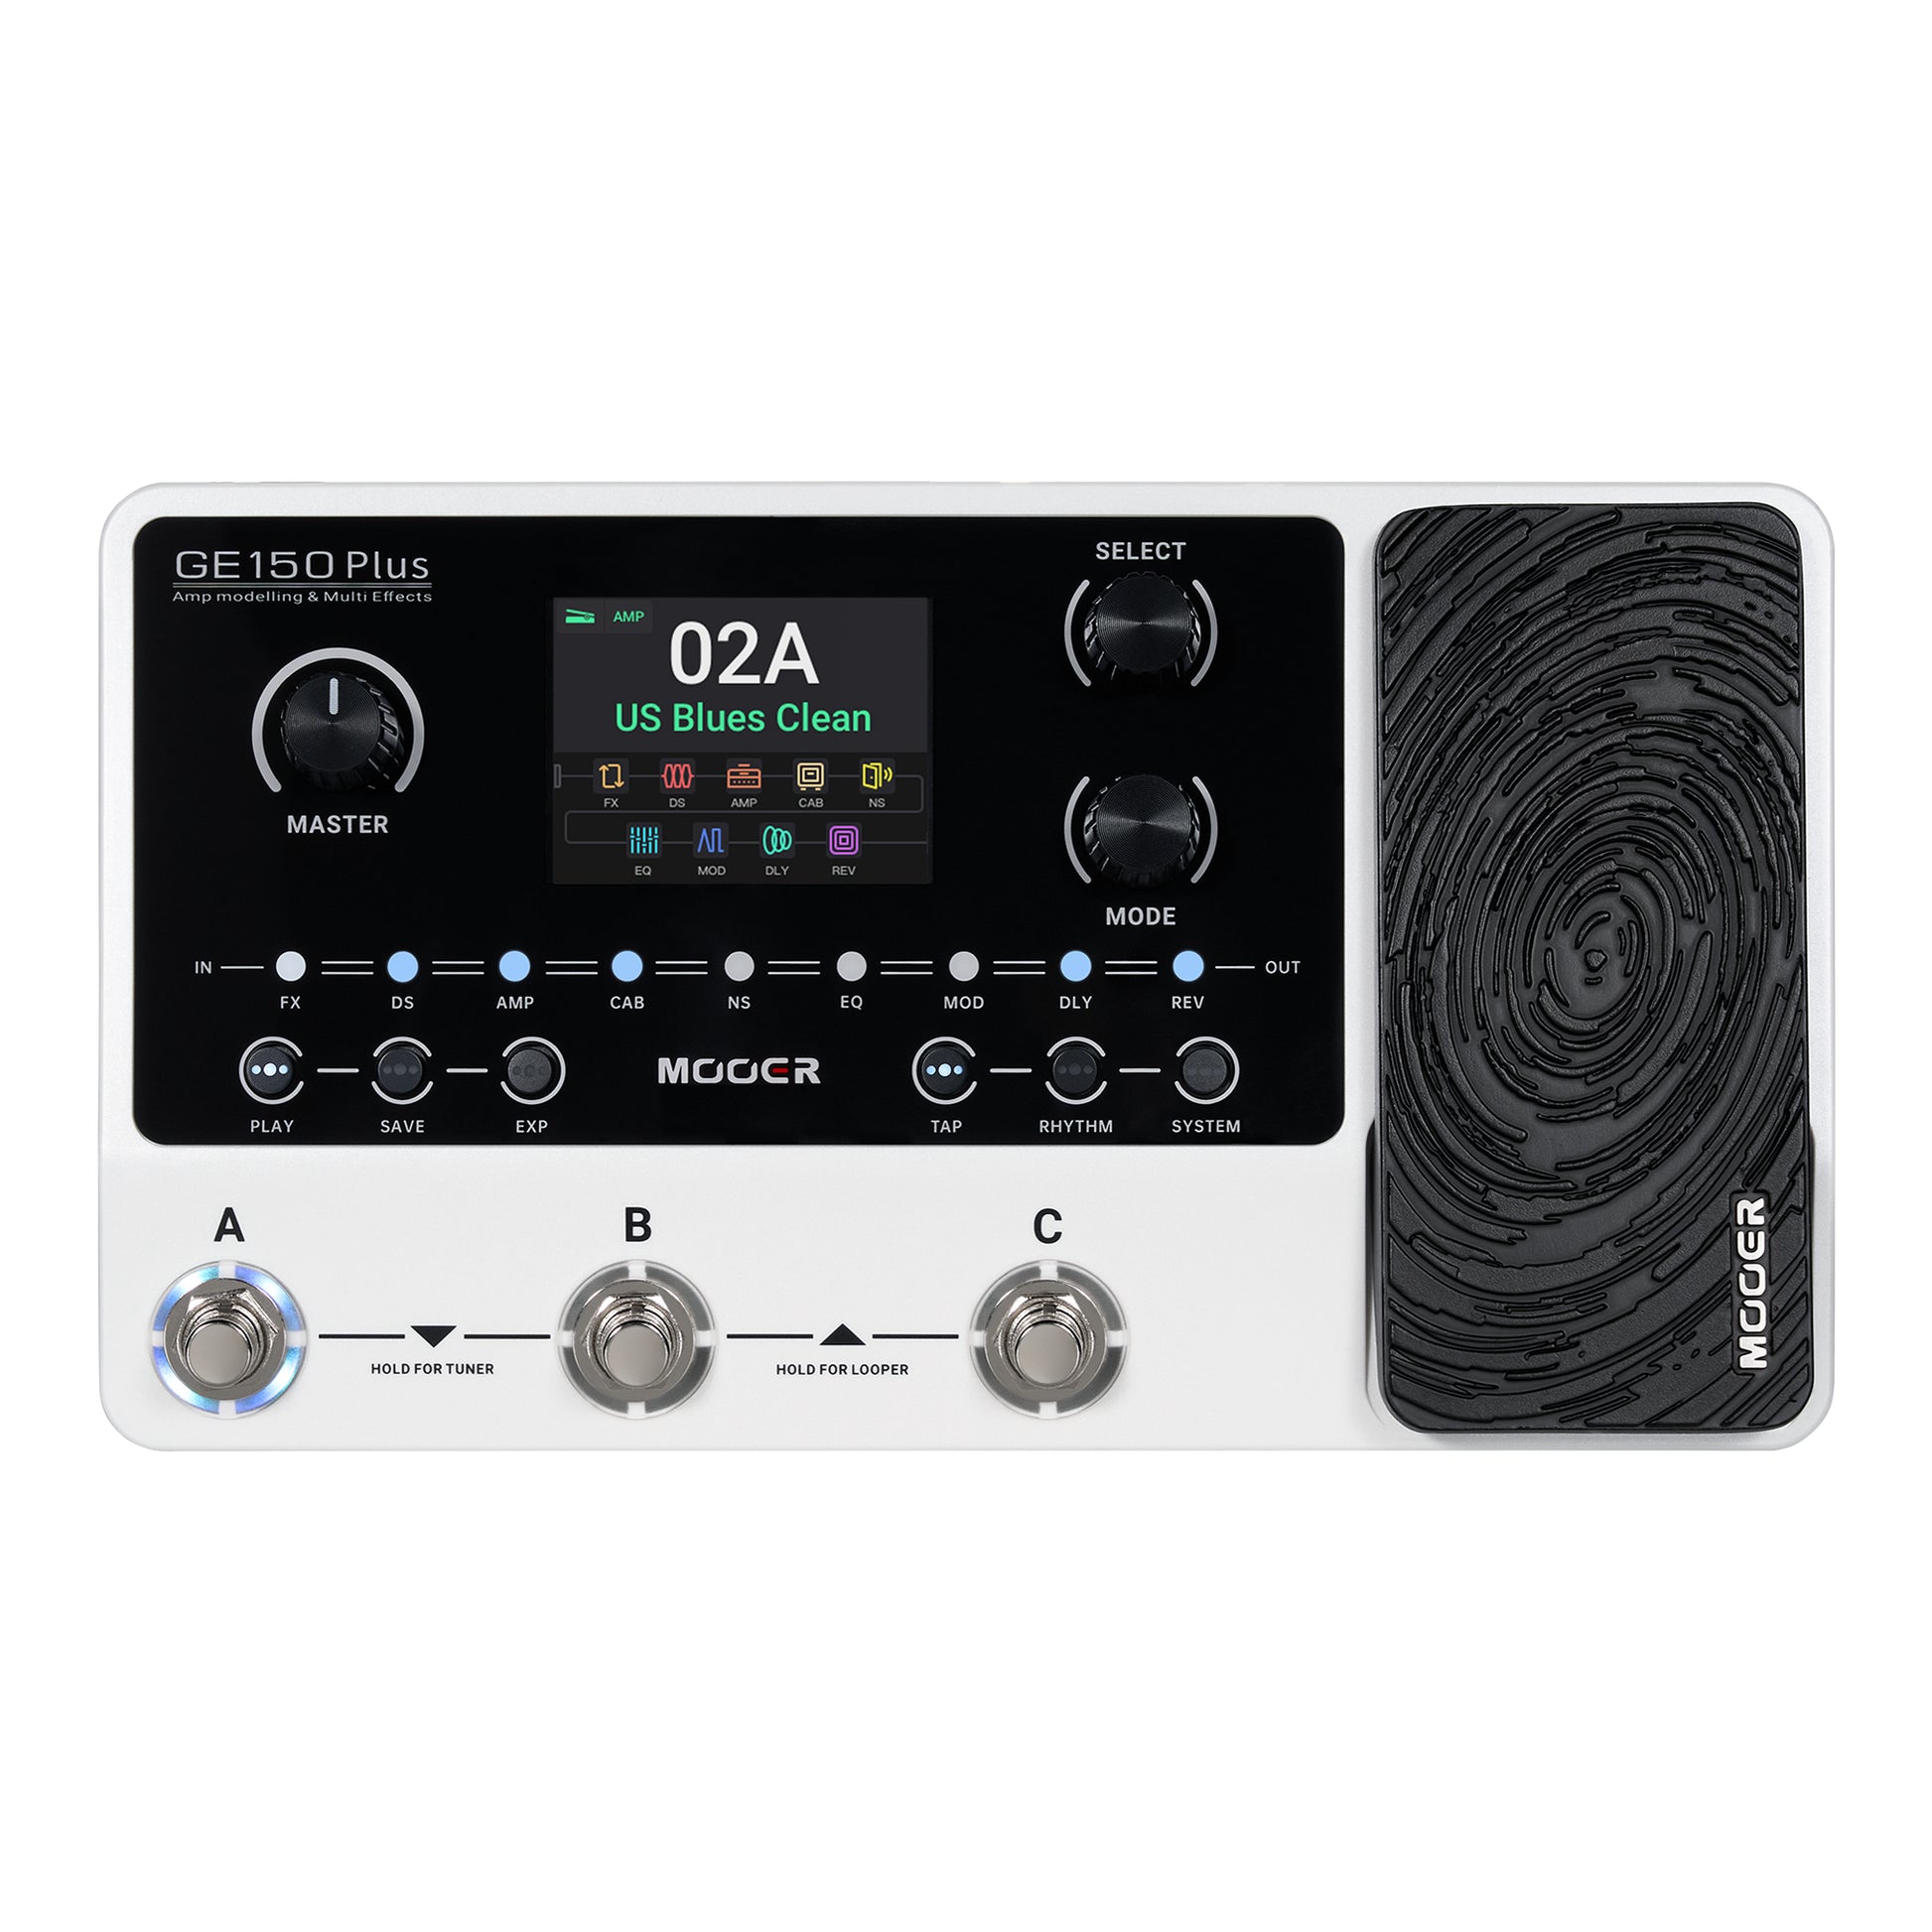 GE150 Plus
Amp modelling & Multi Effects
SELECT
AMP
02A
US Blues Clean
FX DS AMP CAB NS
EQ MOD DLY REV
MASTER
MODE
IN OUT
FX DS AMP CAB NS EQ MOD DLY REV
MOOER
PLAY SAVE EXP TAP RHYTHM SYSTEM
A B C
HOLD FOR TUNER HOLD FOR LOOPER
MOOER